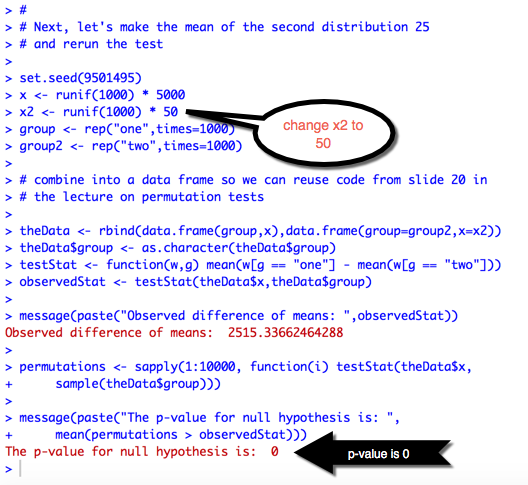 > #
> # Next, let's make the mean of the second distribution 25
> # and rerun the test
>
> set.seed(9501495)
> x <- runif(1000) * 5000
> x2 <- runif(1000) * 50
> group <- rep("one",times=1000)
> group2 <- rep("two",times=1000)
>
change x2 to
50
> # combine into a data frame so we can reuse code from slide 20 in
> # the lecture on permutation tests
>
> theData <- rbind(data.frame(group,x),data.frame(group=group2,x=x2))
> theData$group <- as.character(theData$group)
> testStat <- function(w,g) mean(w[g == "one"] - mean(w[g == "two"]))
> observedStat <- testStat(theData$x,theData$group)
>
> message(paste("Observed difference of means: ",observedStat))
Observed difference of means:  2515.33662464288
>
> permutations <- sapply(1:10000, function(i) testStat(theData$x,
+     sample(theData$group)))
>
> message(paste("The p-value for null hypothesis is: ",
+     mean(permutations > observedStat)))
The p-value for null hypothesis is:  0
p-value is 0
>